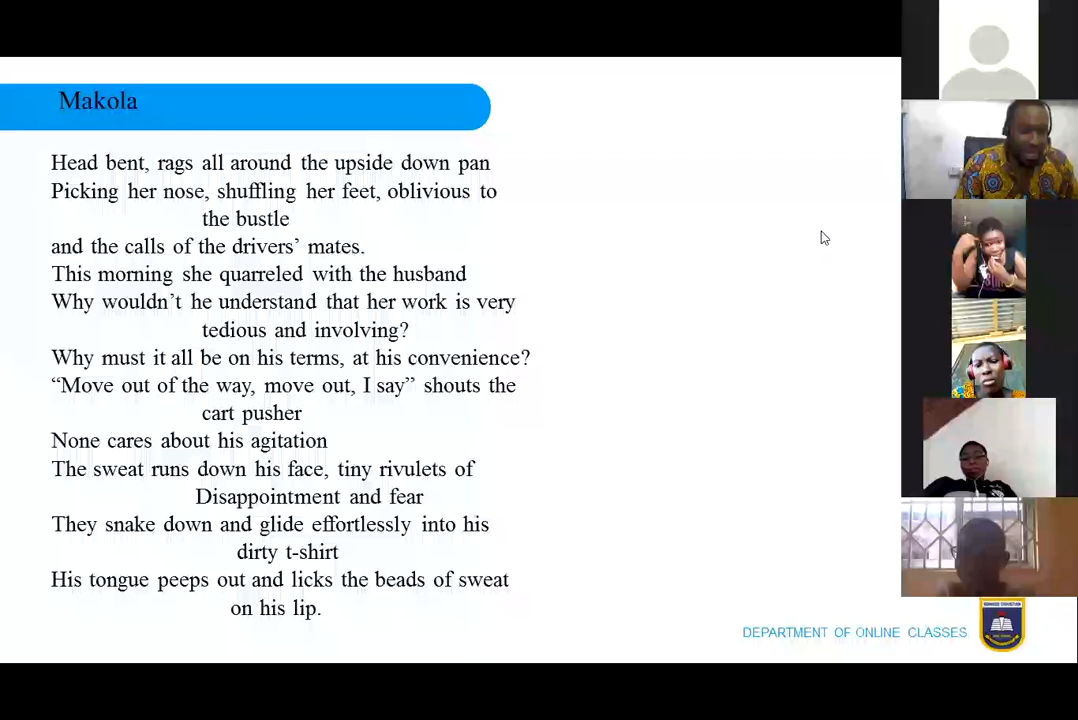 Makola
Head bent, rags all around the upside down pan
Picking her nose, shuffling her feet, oblivious to
the bustle
and the calls of the drivers’ mates.
This morning she quarreled with the husband
Why wouldn’t he understand that her work is very
tedious and involving?
Why must it all be on his terms, at his convenience?
“Move out of the way, move out, I say” shouts the
cart pusher
None cares about his agitation
The sweat runs down his face, tiny rivulets of
Disappointment and fear
They snake down and glide effortlessly into his
dirty t-shirt
His tongue peeps out and licks the beads of sweat
on his lip.
DEPARTMENT OF ONLINE CLASSES